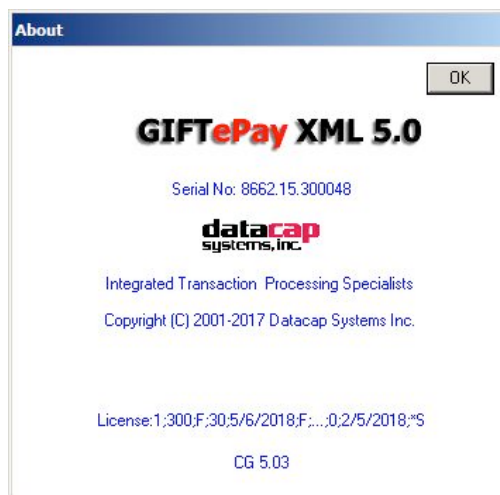 About
OK
GIFTePay XML 5.0
Serial No: 8662.15.300048
datacap
systems, inc.
Integrated Transaction Processing Specialists
Copyright (C) 2001-2017 Datacap Systems Inc.
License:1;300;F;30;5/6/2018;F;...;0;2/5/2018;*S
CG 5.03